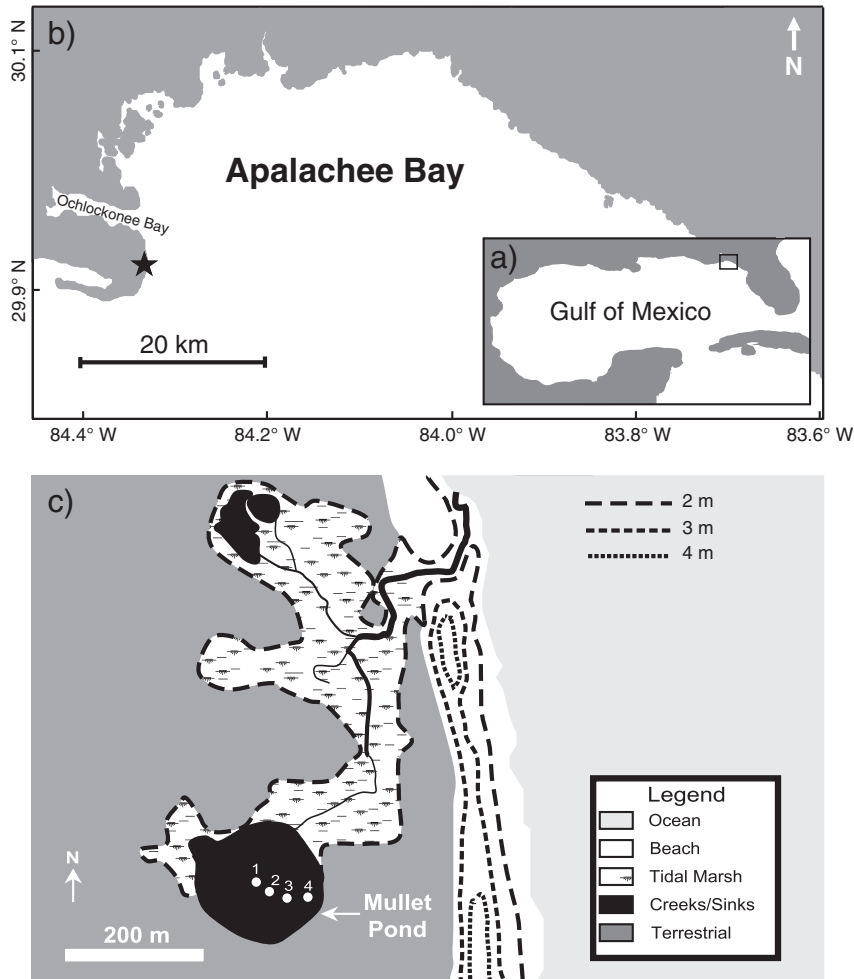 b)
30.1° N
N
Apalachee Bay
Ochlockonee Bay
29.9° N
20 km
a)
Gulf of Mexico
84.4° W
84.2° W
84.0° W
83.8° W
83.6° W
c)
2 m
3 m
4 m
Legend
Ocean
Beach
Tidal Marsh
Creeks/Sinks
Terrestrial
1
2
3
4
N
Mullet
Pond
200 m